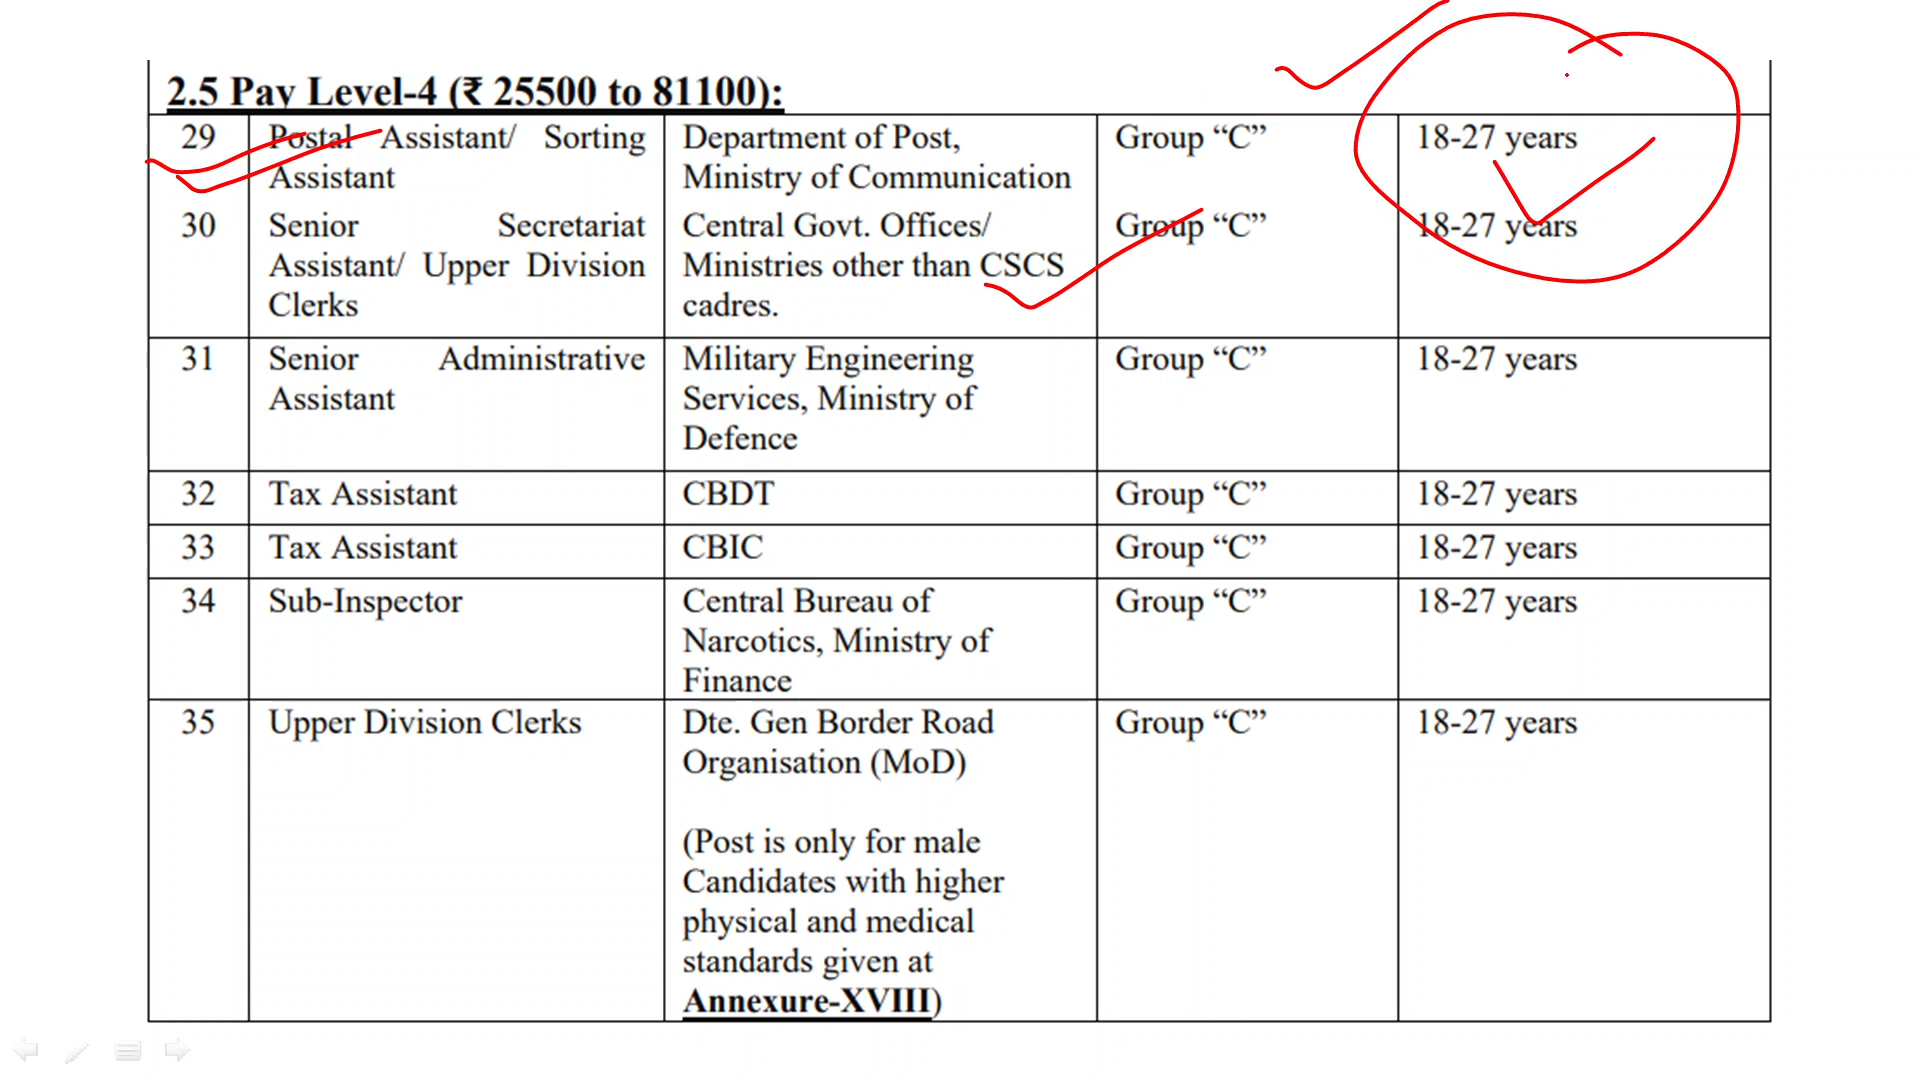 2.5 Pay Level-4 (₹ 25500 to 81100):
29 Postal Assistant/ Sorting Department of Post, Group “C” 18-27 years
Assistant Ministry of Communication
30 Senior Secretariat Central Govt. Offices/ Group “C” 18-27 years
Assistant/ Upper Division Ministries other than CSCS
Clerks cadres.
31 Senior Administrative Military Engineering Group “C” 18-27 years
Assistant Services, Ministry of
Defence
32 Tax Assistant CBDT Group “C” 18-27 years
33 Tax Assistant CBIC Group “C” 18-27 years
34 Sub-Inspector Central Bureau of Group “C” 18-27 years
Narcotics, Ministry of
Finance
35 Upper Division Clerks Dte. Gen Border Road Group “C” 18-27 years
Organisation (MoD)
(Post is only for male
Candidates with higher
physical and medical
standards given at
Annexure-XVIII)